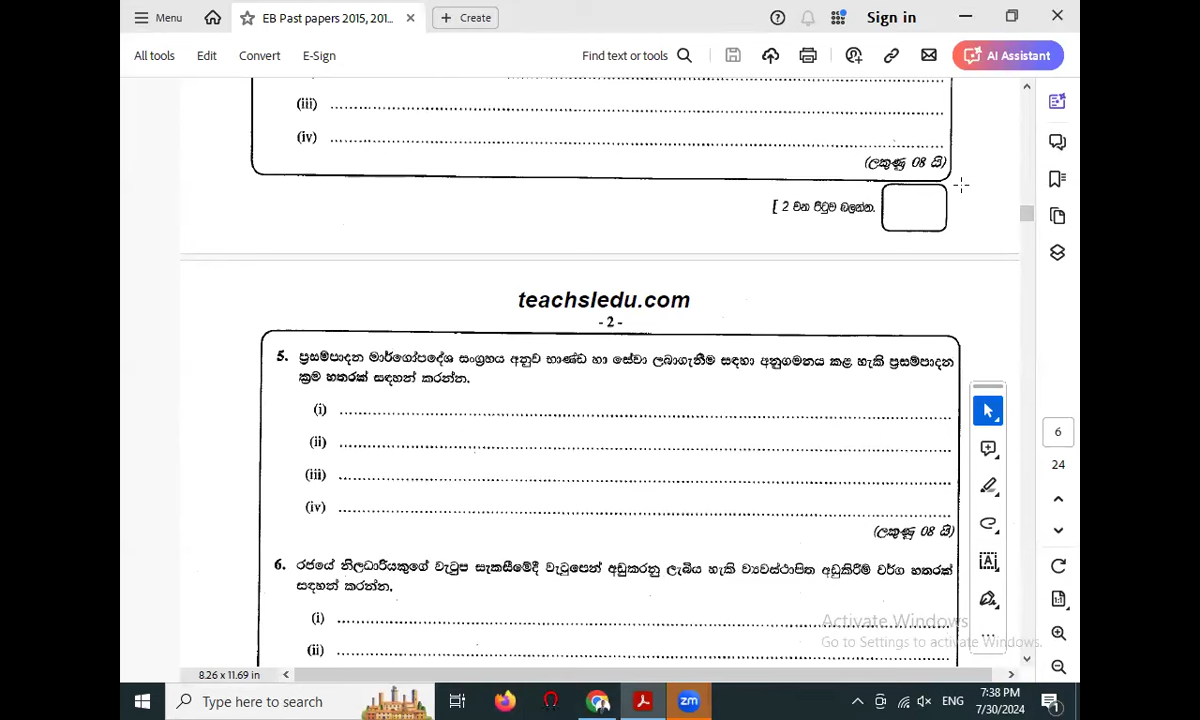 Menu
EB Past papers 2015, 201...
Create
Sign in
All tools
Edit
Convert
E-Sign
Find text or tools
AI Assistant
(iii)
(iv)
(ලකුණු 08 යි)
[ 2 වන පිටුව බලන්න.
teachsledu.com
- 2 -
5. ප්‍රසම්පාදන මාර්ගෝපදේශ සංග්‍රහය අනුව භාණ්ඩ හා සේවා ලබාගැනීම සඳහා අනුගමනය කළ හැකි ප්‍රසම්පාදන
ක්‍රම හතරක් සඳහන් කරන්න.
(i)
(ii)
(iii)
(iv)
(ලකුණු 08 යි)
6. රජයේ නිලධාරියකුගේ වැටුප සැකසීමේදී වැටුපෙන් අඩුකරනු ලැබිය හැකි ව්‍යවස්ථාපිත අඩුකිරීම් වර්ග හතරක්
සඳහන් කරන්න.
(i)
(ii)
6
24
Activate Windows
Go to Settings to activate Windows.
8.26 x 11.69 in
Type here to search
zm
ENG
7:38 PM
7/30/2024
1